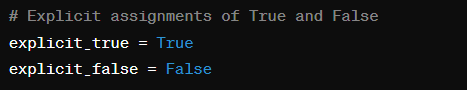 # Explicit assignments of True and False
explicit_true = True
explicit_false = False